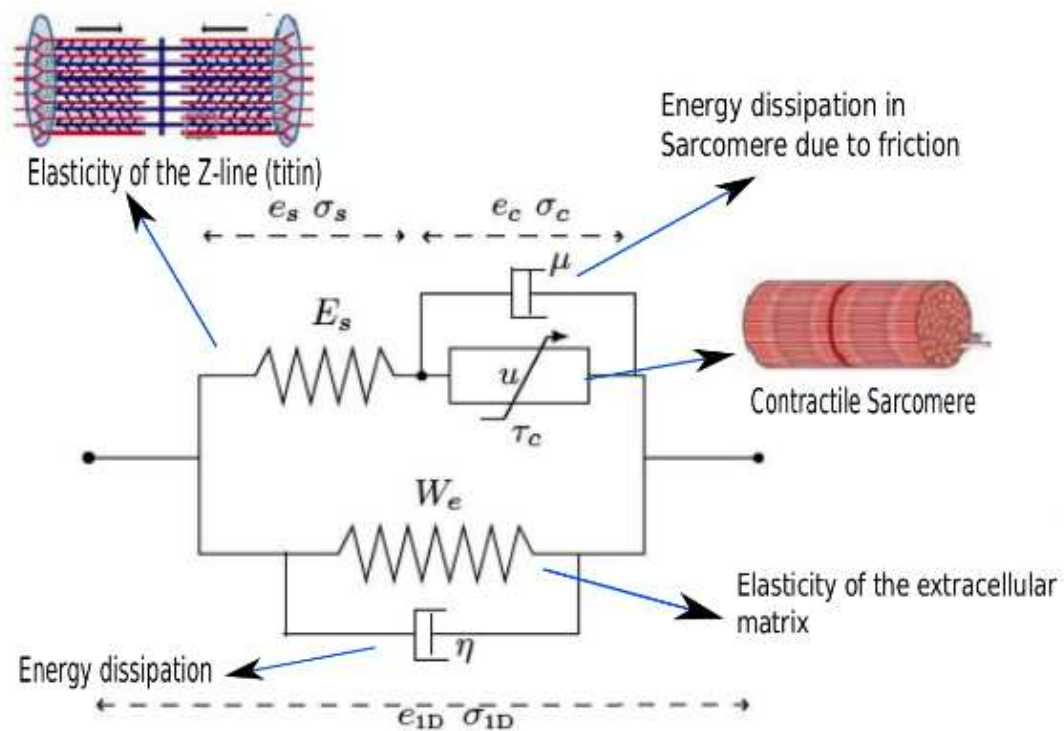 Energy dissipation in
Sarcomere due to friction
Elasticity of the Z-line (titin)
e_s σ_s
e_c σ_c
μ
E_s
u
τ_c
Contractile Sarcomere
W_e
Elasticity of the extracellular
matrix
η
Energy dissipation
e_1D σ_1D